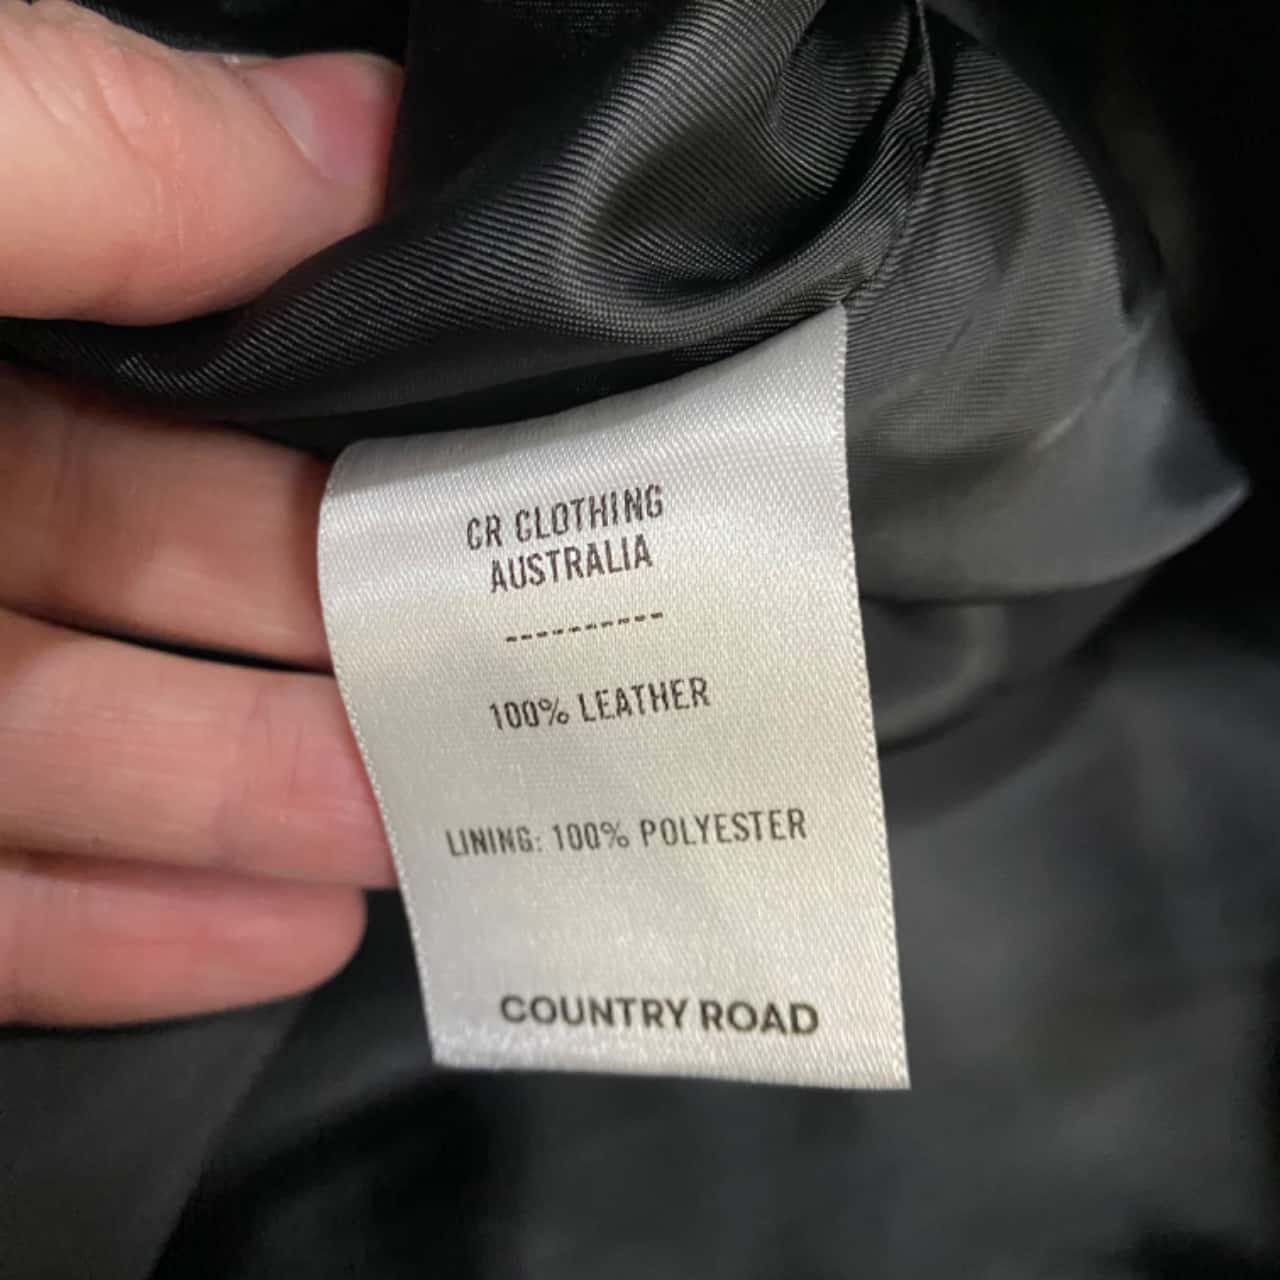 CR CLOTHING
AUSTRALIA
----------
100% LEATHER
LINING: 100% POLYESTER
COUNTRY ROAD